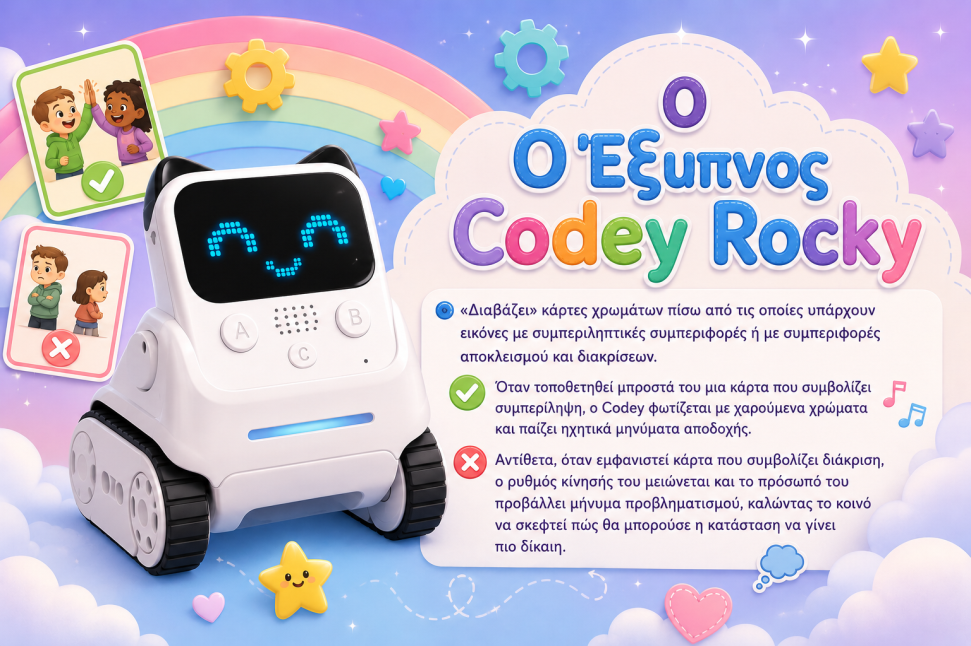 Ο
Ο Έξυπνος
Codey Rocky
«Διαβάζει» κάρτες χρωμάτων πίσω από τις οποίες υπάρχουν
εικόνες με συμπεριληπτικές συμπεριφορές ή με συμπεριφορές
αποκλεισμού και διακρίσεων.
Όταν τοποθετηθεί μπροστά του μια κάρτα που συμβολίζει
συμπερίληψη, ο Codey φωτίζεται με χαρούμενα χρώματα
και παίζει ηχητικά μηνύματα αποδοχής.
Αντίθετα, όταν εμφανιστεί κάρτα που συμβολίζει διάκριση,
ο ρυθμός κίνησής του μειώνεται και το πρόσωπό του
προβάλλει μήνυμα προβληματισμού, καλώντας το κοινό
να σκεφτεί πώς θα μπορούσε η κατάσταση να γίνει
πιο δίκαιη.
A
B
C